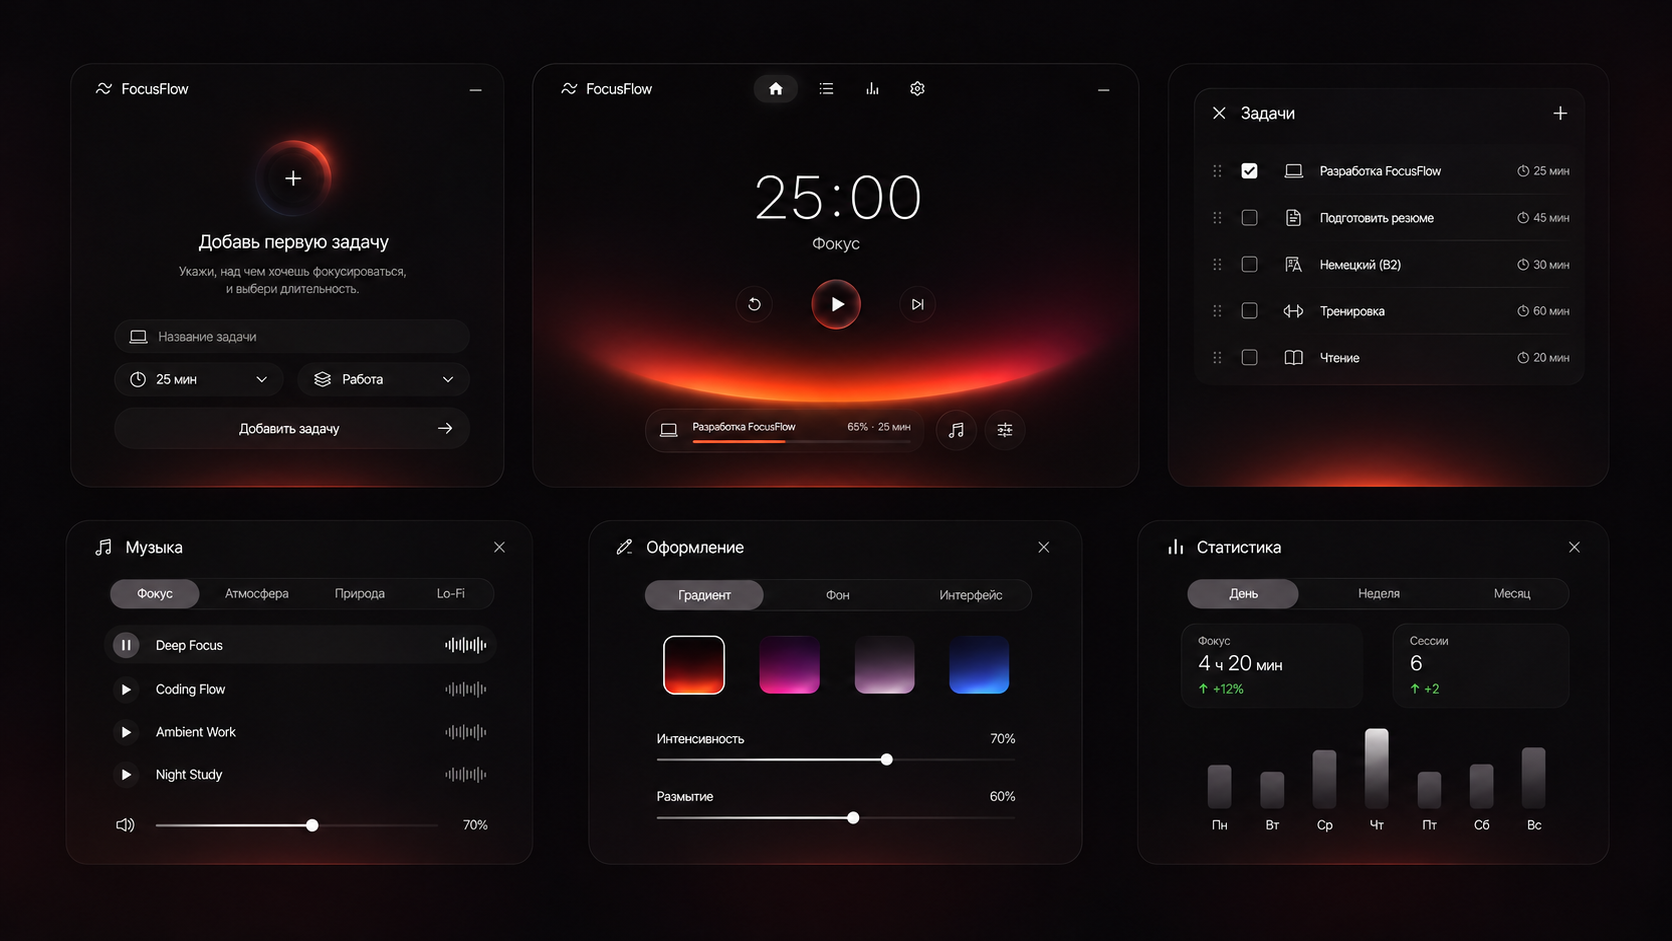 FocusFlow
Добавь первую задачу
Укажи, над чем хочешь фокусироваться,
и выбери длительность.
Название задачи
25 мин
Работа
Добавить задачу
FocusFlow
25:00
Фокус
Разработка FocusFlow 65% · 25 мин
Задачи
Разработка FocusFlow 25 мин
Подготовить резюме 45 мин
Немецкий (B2) 30 мин
Тренировка 60 мин
Чтение 20 мин
Музыка
Фокус Атмосфера Природа Lo-Fi
Deep Focus
Coding Flow
Ambient Work
Night Study
70%
Оформление
Градиент Фон Интерфейс
Интенсивность 70%
Размытие 60%
Статистика
День Неделя Месяц
Фокус
4 ч 20 мин
↑ +12%
Сессии
6
↑ +2
Пн Вт Ср Чт Пт Сб Вс